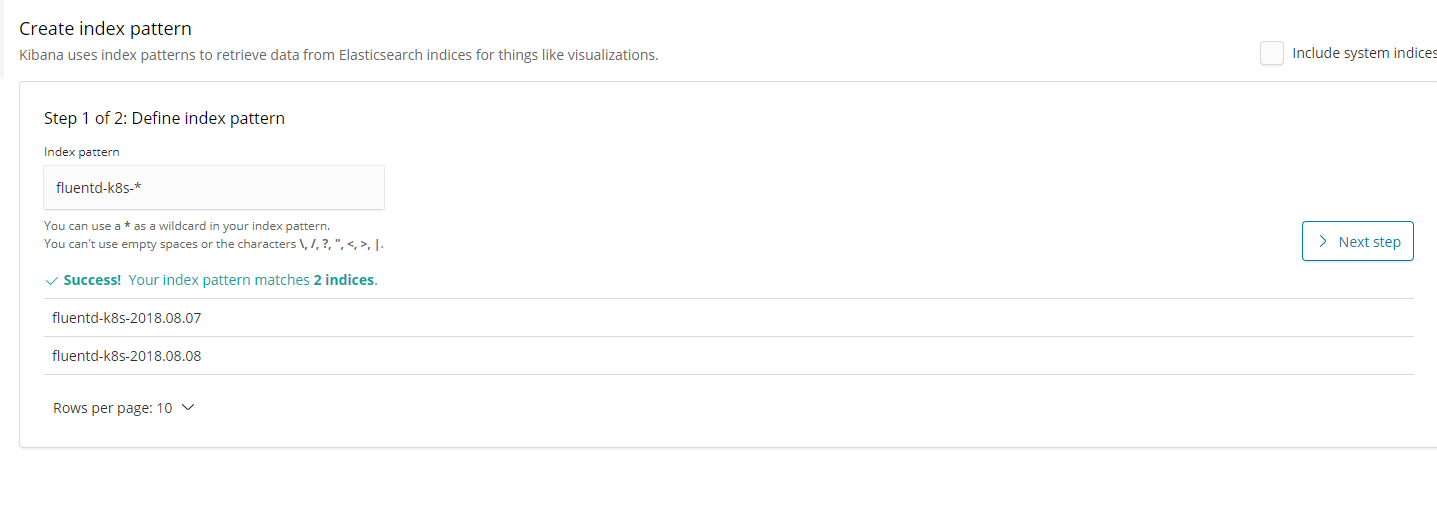 Create index pattern
Kibana uses index patterns to retrieve data from Elasticsearch indices for things like visualizations.
Include system indices
Step 1 of 2: Define index pattern
Index pattern
fluentd-k8s-*
You can use a * as a wildcard in your index pattern.
You can't use empty spaces or the characters \, /, ?, ", <, >, |.
Next step
Success! Your index pattern matches 2 indices.
fluentd-k8s-2018.08.07
fluentd-k8s-2018.08.08
Rows per page: 10